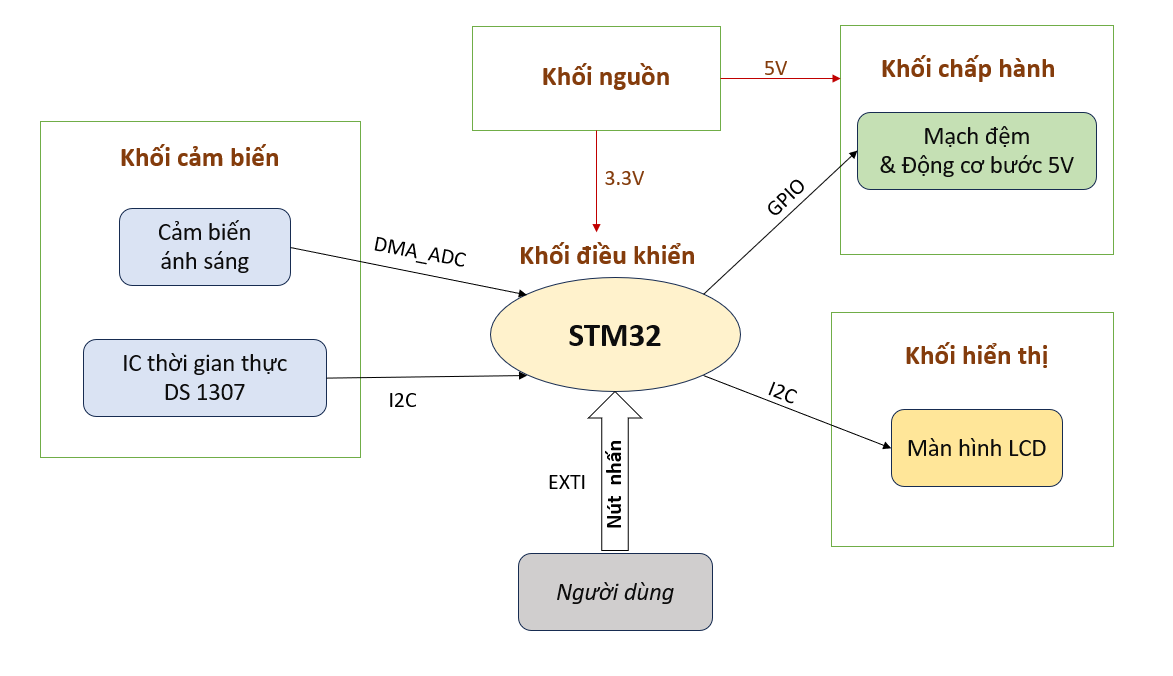 Khối nguồn
5V
Khối chấp hành
Mạch đệm
& Động cơ bước 5V
Khối cảm biến
Cảm biến
ánh sáng
IC thời gian thực
DS 1307
3.3V
DMA_ADC
GPIO
Khối điều khiển
STM32
I2C
I2C
Khối hiển thị
Màn hình LCD
EXTI
Nút nhấn
Người dùng